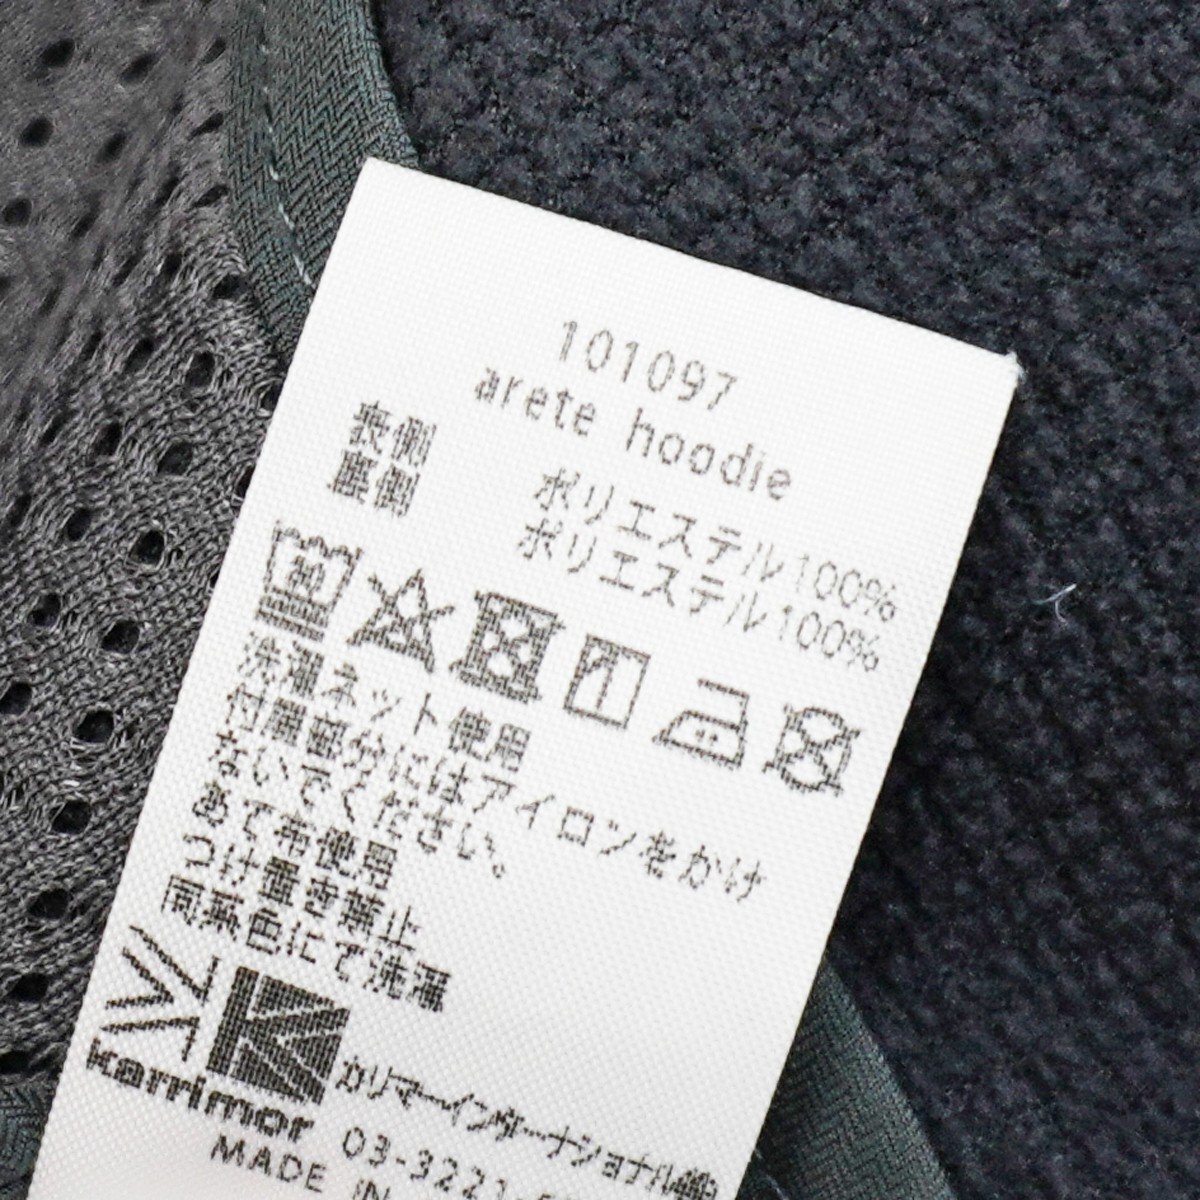 101097
arete hoodie
表側 ポリエステル100%
裏側 ポリエステル100%
洗濯ネット使用
付属部分にはアイロンをかけ
ないでください。
あて布使用
つけ置き禁止
同系色にて洗濯
karrimor
カリマーインターナショナル
03-3221-
MADE IN